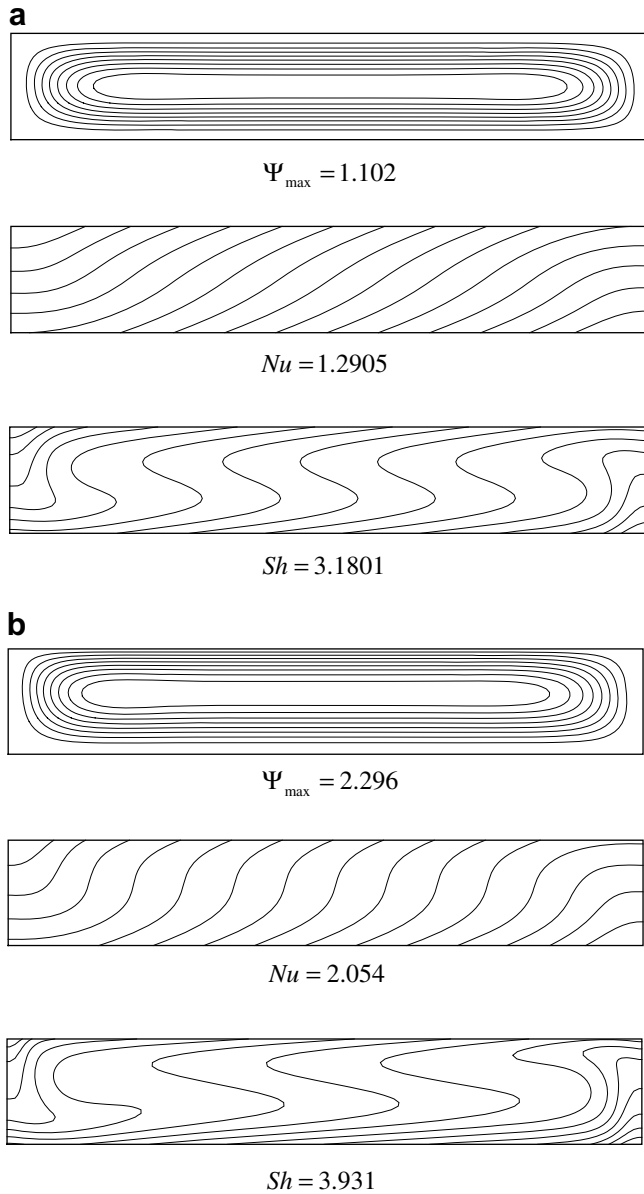 a
Ψmax = 1.102
Nu = 1.2905
Sh = 3.1801
b
Ψmax = 2.296
Nu = 2.054
Sh = 3.931